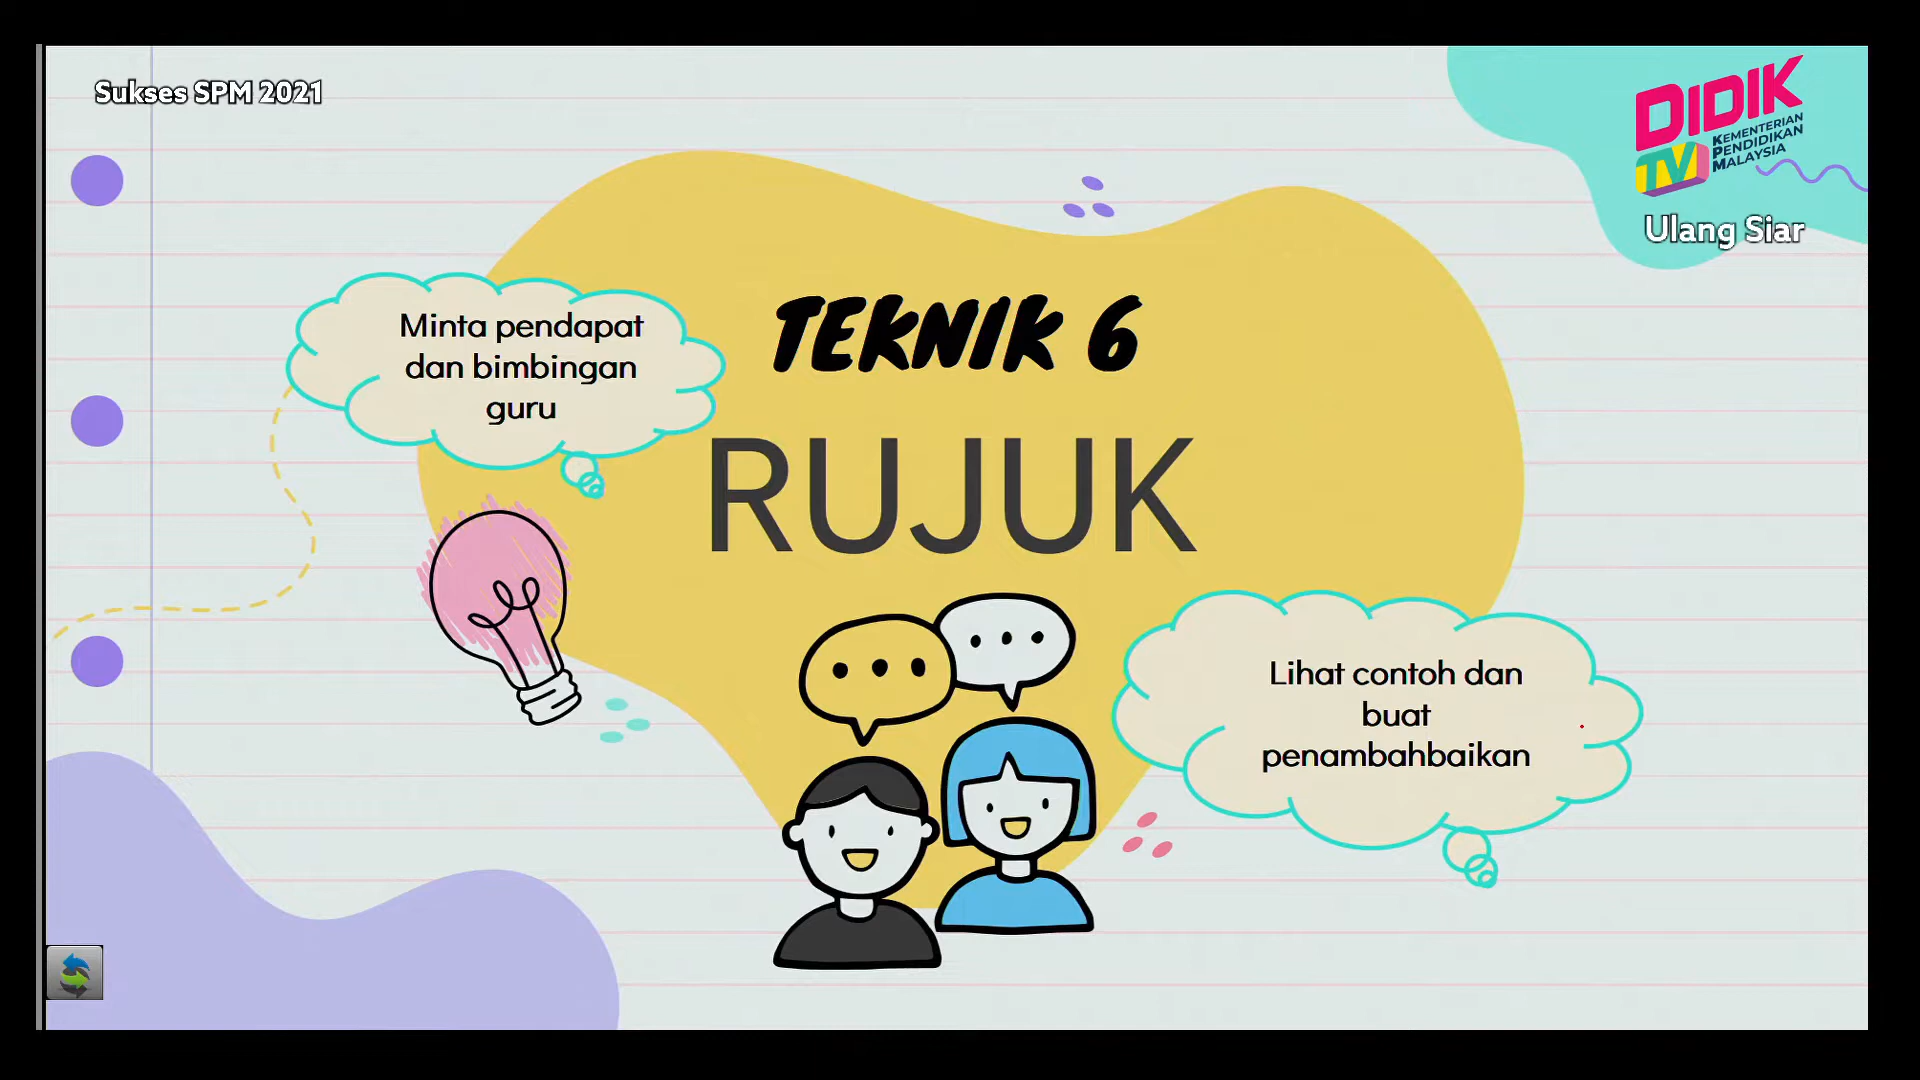 Sukses SPM 2021
DIDIK
TV
KEMENTERIAN
PENDIDIKAN
MALAYSIA
Ulang Siar
TEKNIK 6
RUJUK
Minta pendapat
dan bimbingan
guru
Lihat contoh dan
buat
penambahbaikan